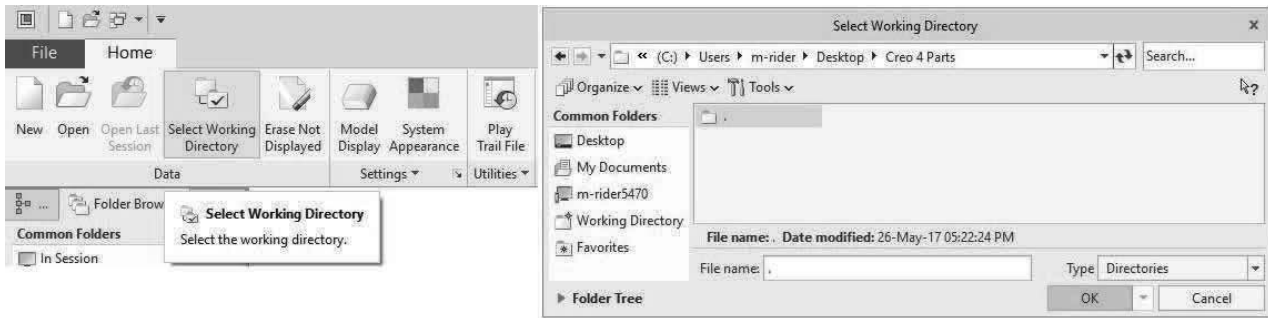 File Home
New Open Open Last Session Select Working Directory Erase Not Displayed Model Display System Appearance Play Trail File
Data Settings Utilities
... Folder Brow
Common Folders
In Session
Select Working Directory
Select the working directory.
Select Working Directory
« (C:) Users m-rider Desktop Creo 4 Parts Search...
Organize Views Tools
Common Folders
.
Desktop
My Documents
m-rider5470
Working Directory
Favorites
File name: . Date modified: 26-May-17 05:22:24 PM
File name: . Type Directories
Folder Tree OK Cancel